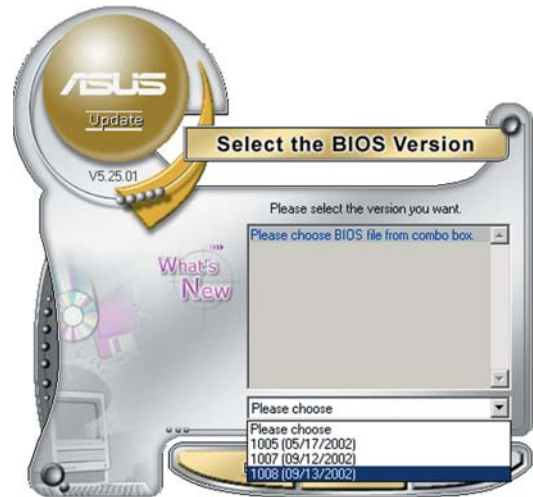 ASUS
Update
V5.25.01
Select the BIOS Version
Please select the version you want.
Please choose BIOS file from combo box.
What's
New
Please choose
Please choose
1005 (05/17/2002)
1007 (09/12/2002)
1008 (09/13/2002)